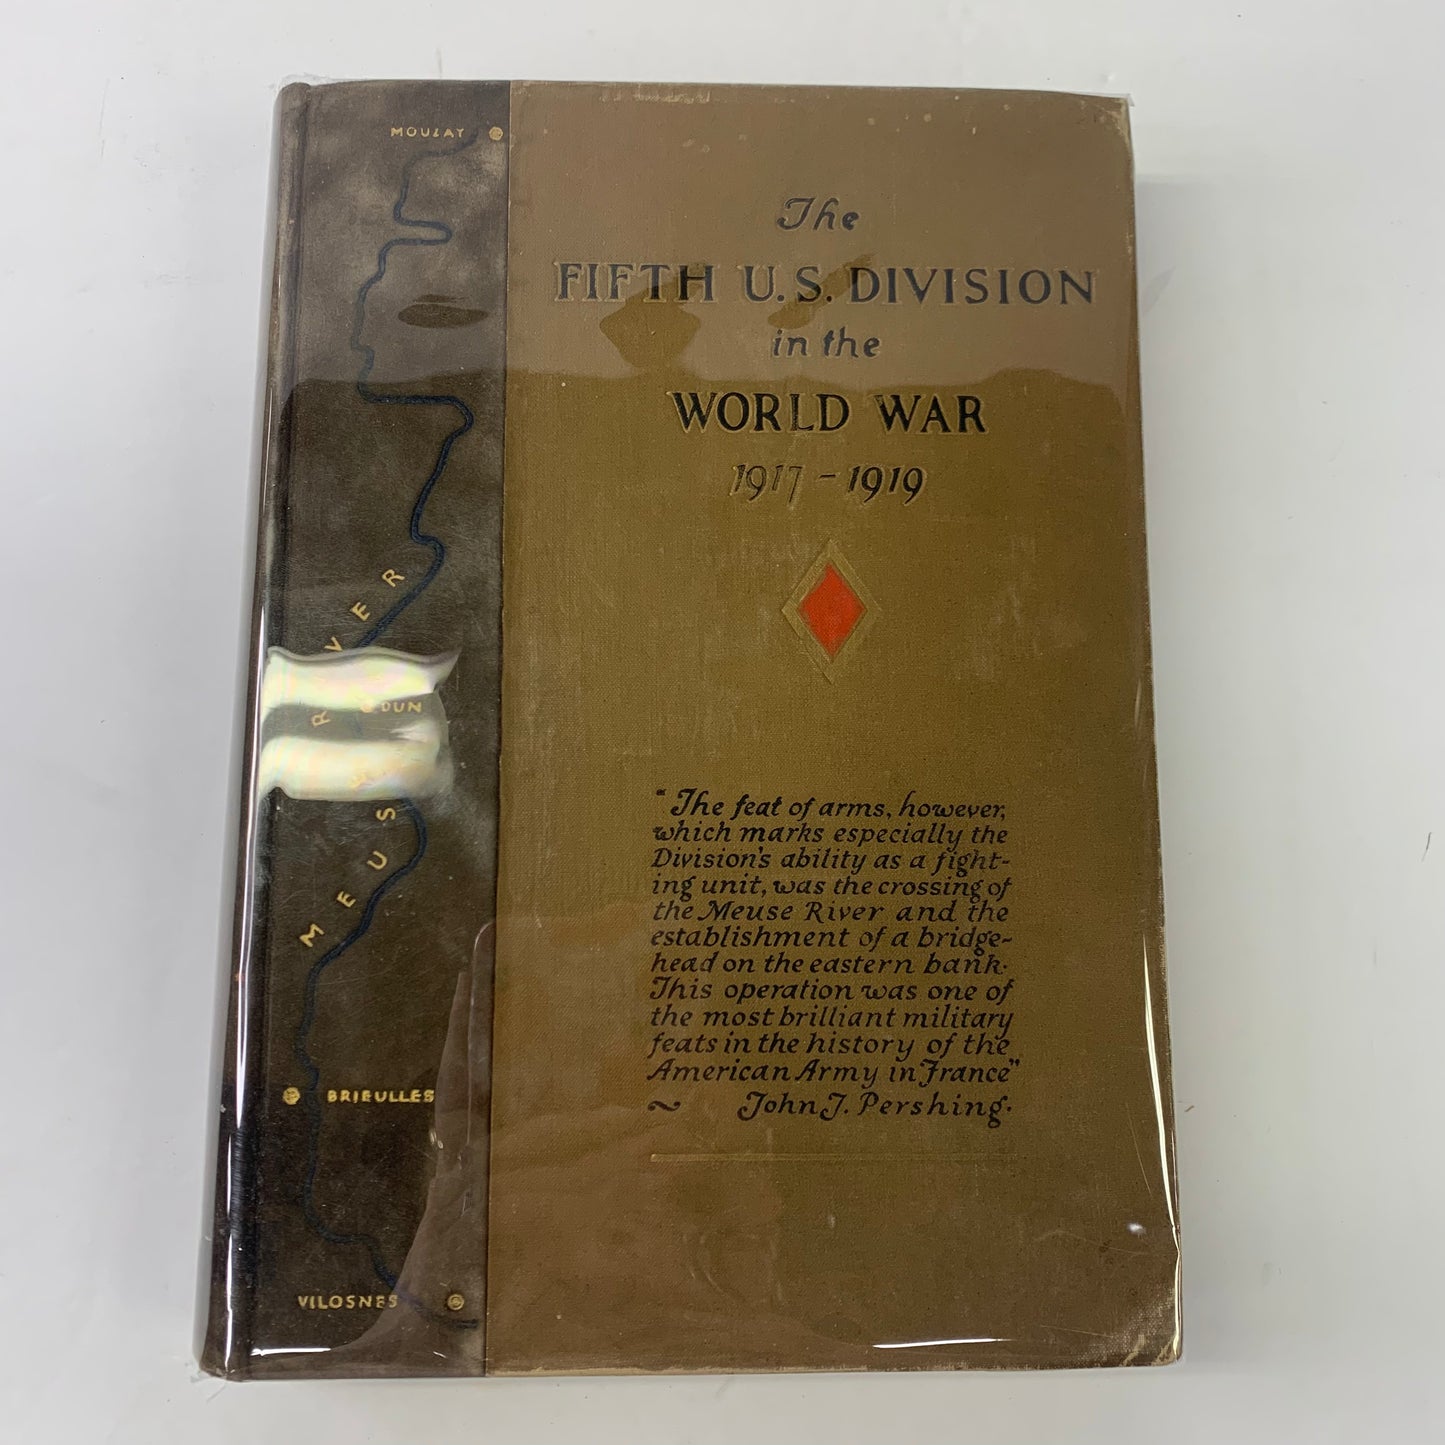 MOUZAY
The
FIFTH U.S. DIVISION
in the
WORLD WAR
1917 - 1919
MEUSE RIVER
DUN
"The feat of arms, however,
which marks especially the
Division's ability as a fight-
ing unit, was the crossing of
the Meuse River and the
establishment of a bridge-
head on the eastern bank.
This operation was one of
the most brilliant military
feats in the history of the
American Army in France"
~ John J. Pershing.
BRIEULLES
VILOSNES